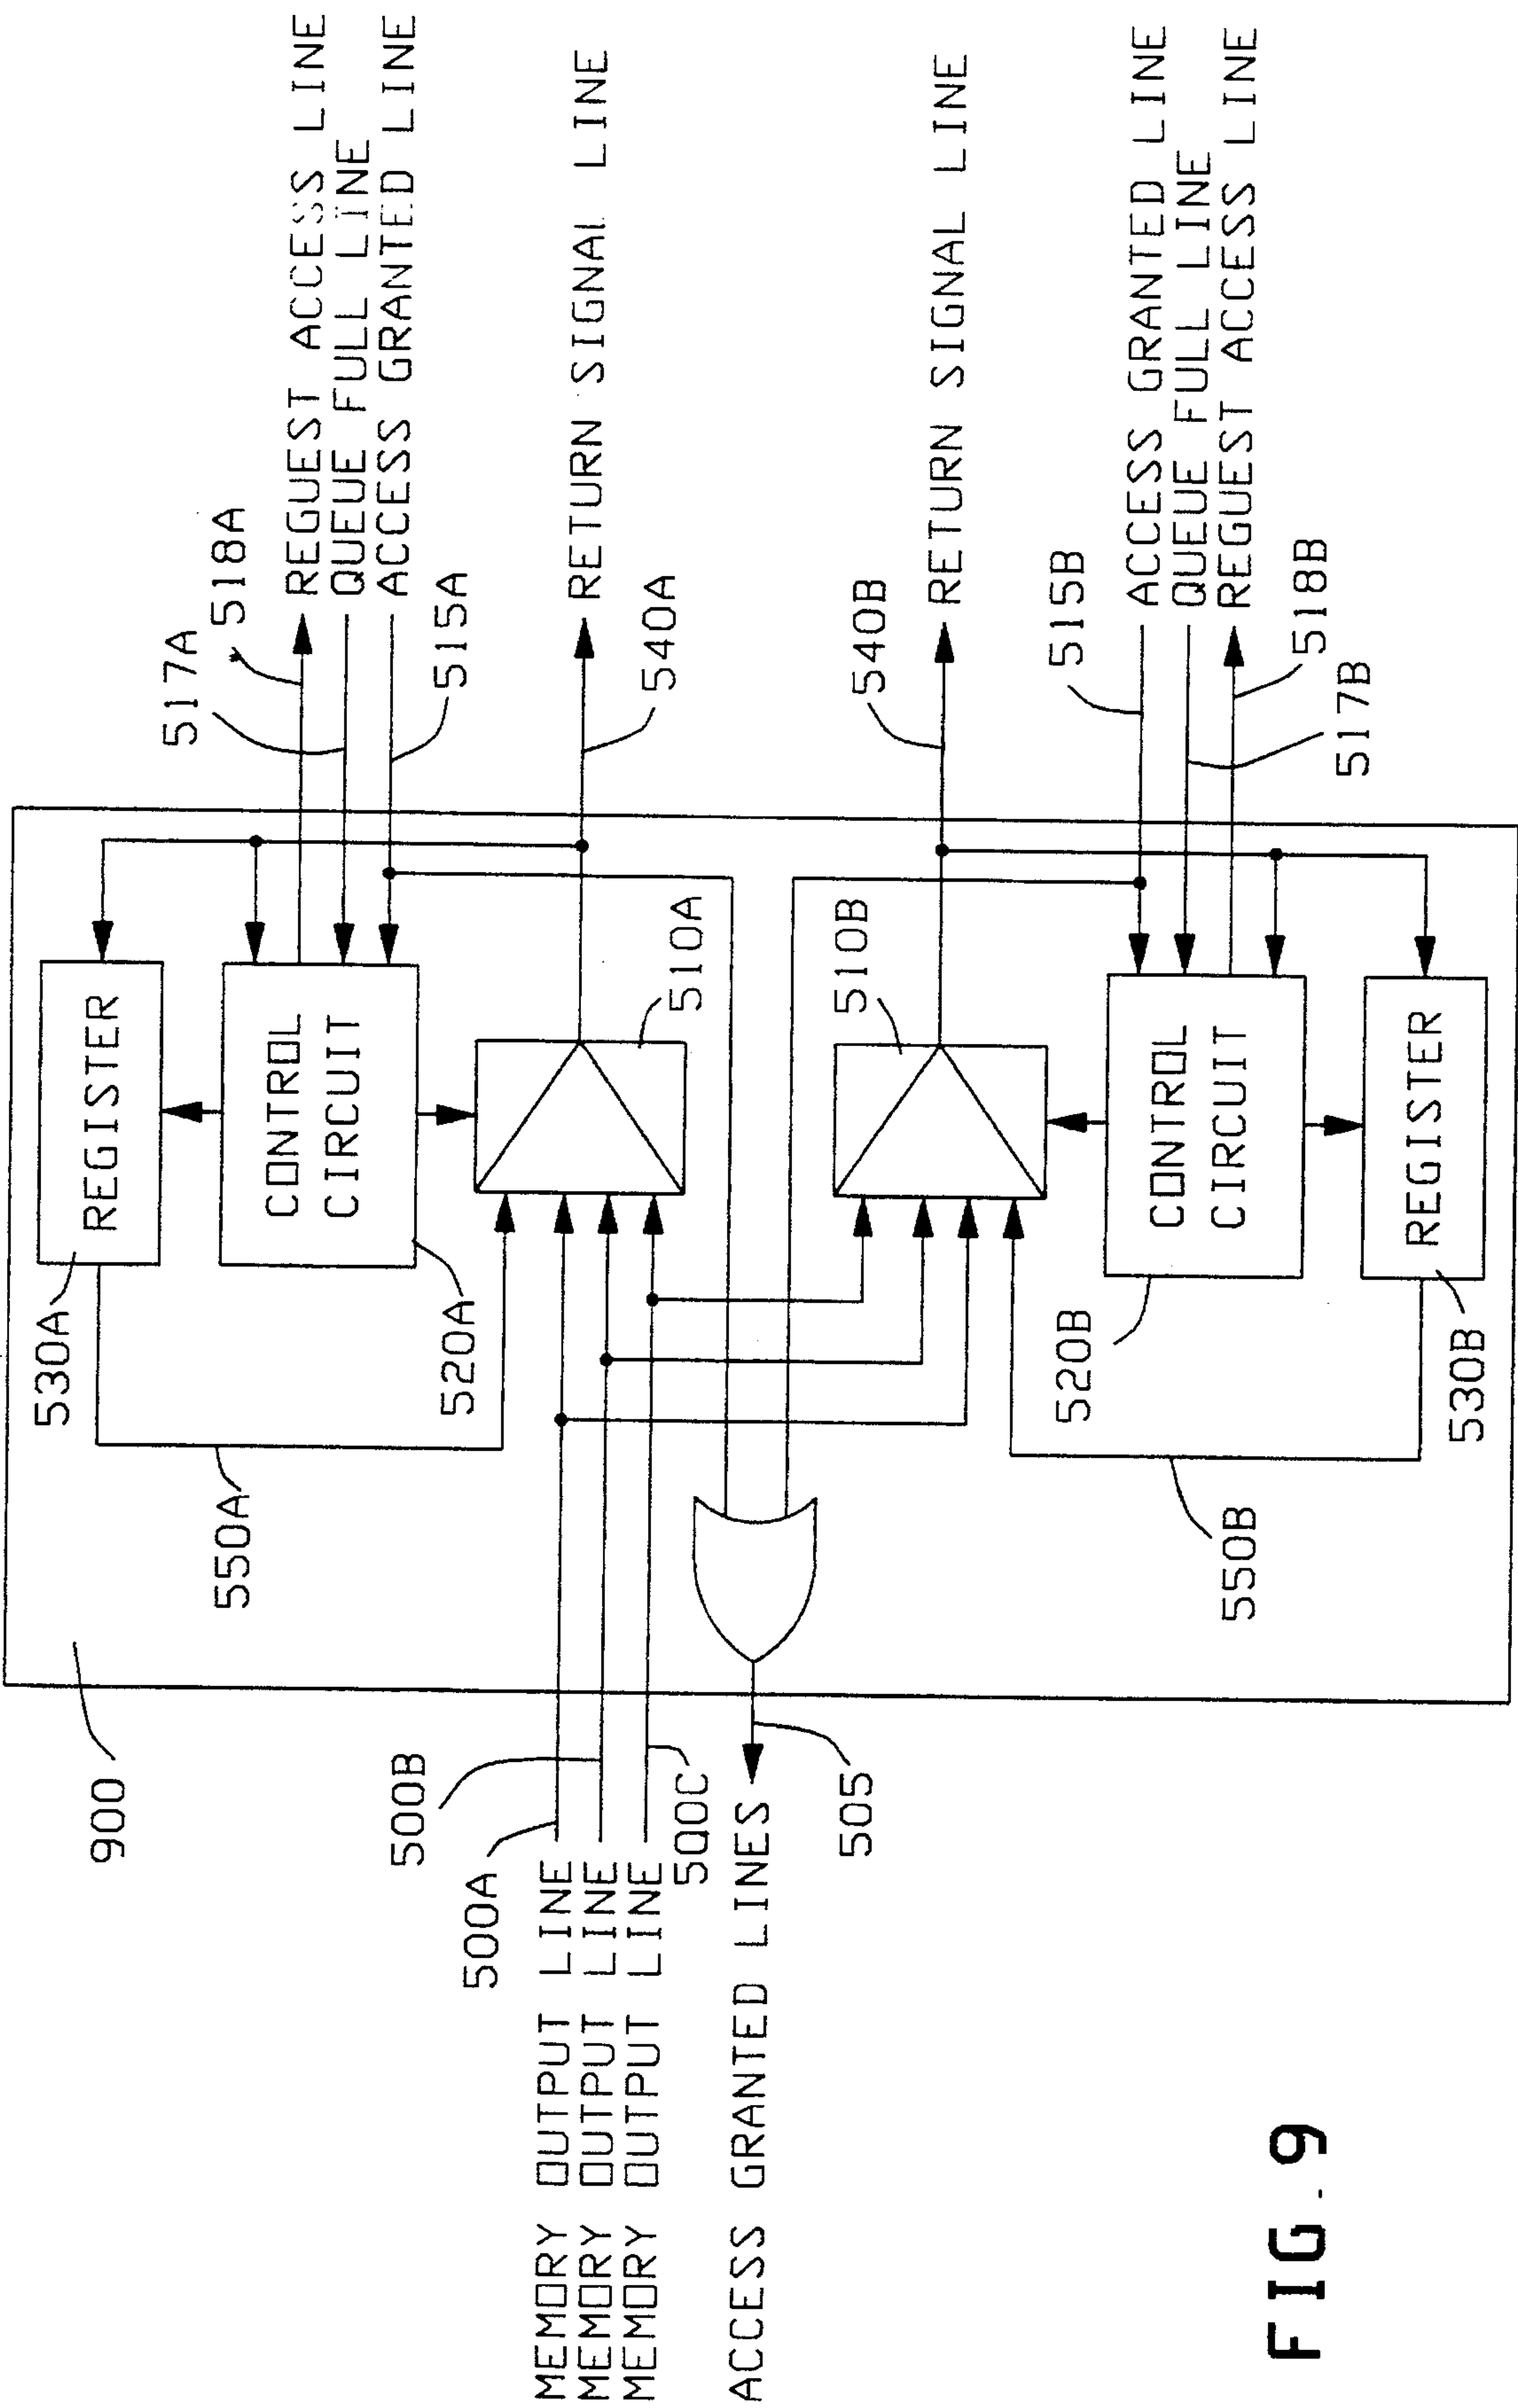 900
530A
REGISTER
550A
CONTROL
CIRCUIT
520A
517A
518A
REGUEST ACCESS LINE
QUEUE FULL LINE
ACCESS GRANTED LINE
515A
500B
500A
MEMORY OUTPUT LINE
MEMORY OUTPUT LINE
MEMORY OUTPUT LINE
500C
510A
RETURN SIGNAL LINE
540A
ACCESS GRANTED LINES
505
510B
540B
RETURN SIGNAL LINE
515B
ACCESS GRANTED LINE
QUEUE FULL LINE
REGUEST ACCESS LINE
518B
517B
CONTROL
CIRCUIT
520B
550B
REGISTER
530B
FIG. 9